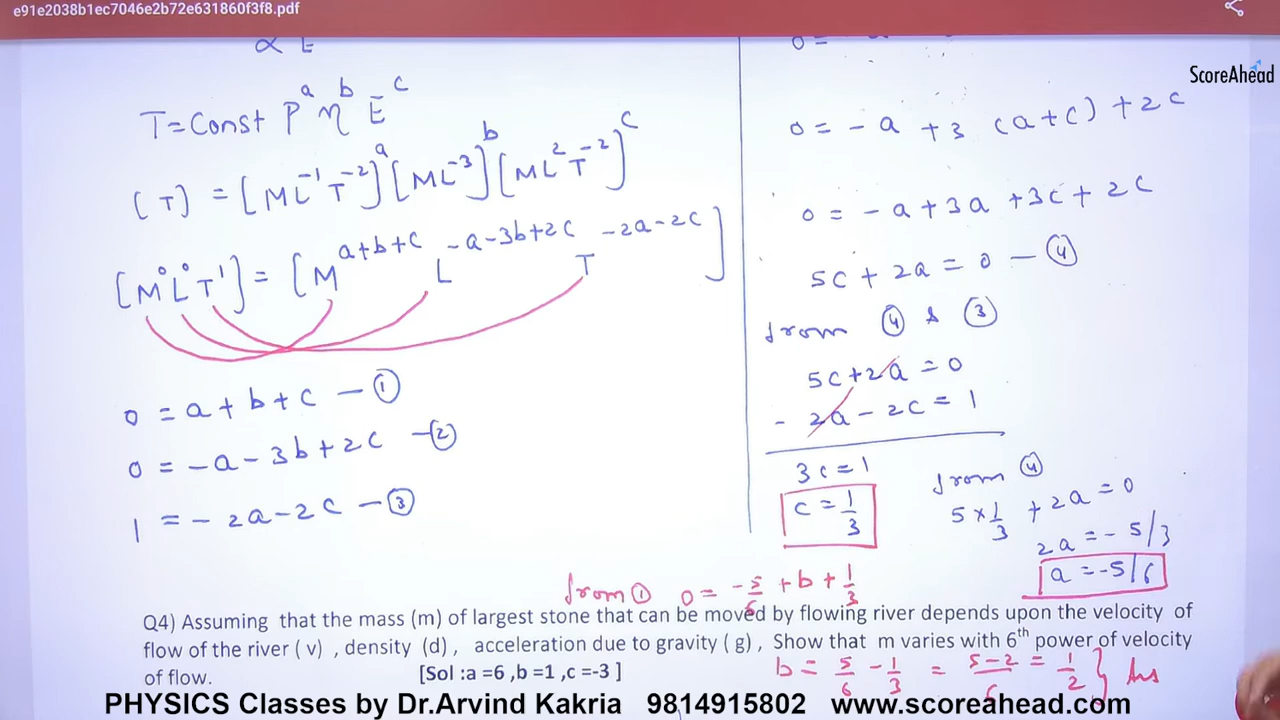 e91e2038b1ec7046e2b72e631860f3f8.pdf
ScoreAhead
∝ E
T = Const P^a η^b E^c
(T) = [ML^-1 T^-2]^a [ML^-3]^b [ML^2 T^-2]^c
[M^0 L^0 T^1] = [M^a+b+c L^-a-3b+2c T^-2a-2c]
0 = a+b+c — ①
0 = -a-3b+2c — ②
1 = -2a-2c — ③
0 = -a +3 (a+c) +2c
0 = -a+3a+3c+2c
5c+2a=0 — ④
from ④ & ③
5c+2a=0
-2a-2c=1
3c=1
c=1/3
from ④
5×1/3 +2a=0
2a=-5/3
a=-5/6
from ① 0 = -5/6 + b + 1/3
b = 5/6 - 1/3 = 5-2/6 = 1/2 } Ans
Q4) Assuming that the mass (m) of largest stone that can be moved by flowing river depends upon the velocity of
flow of the river ( v) , density (d) , acceleration due to gravity ( g) , Show that m varies with 6th power of velocity
of flow. [Sol :a =6 ,b =1 ,c =-3 ]
PHYSICS Classes by Dr.Arvind Kakria 9814915802 www.scoreahead.com